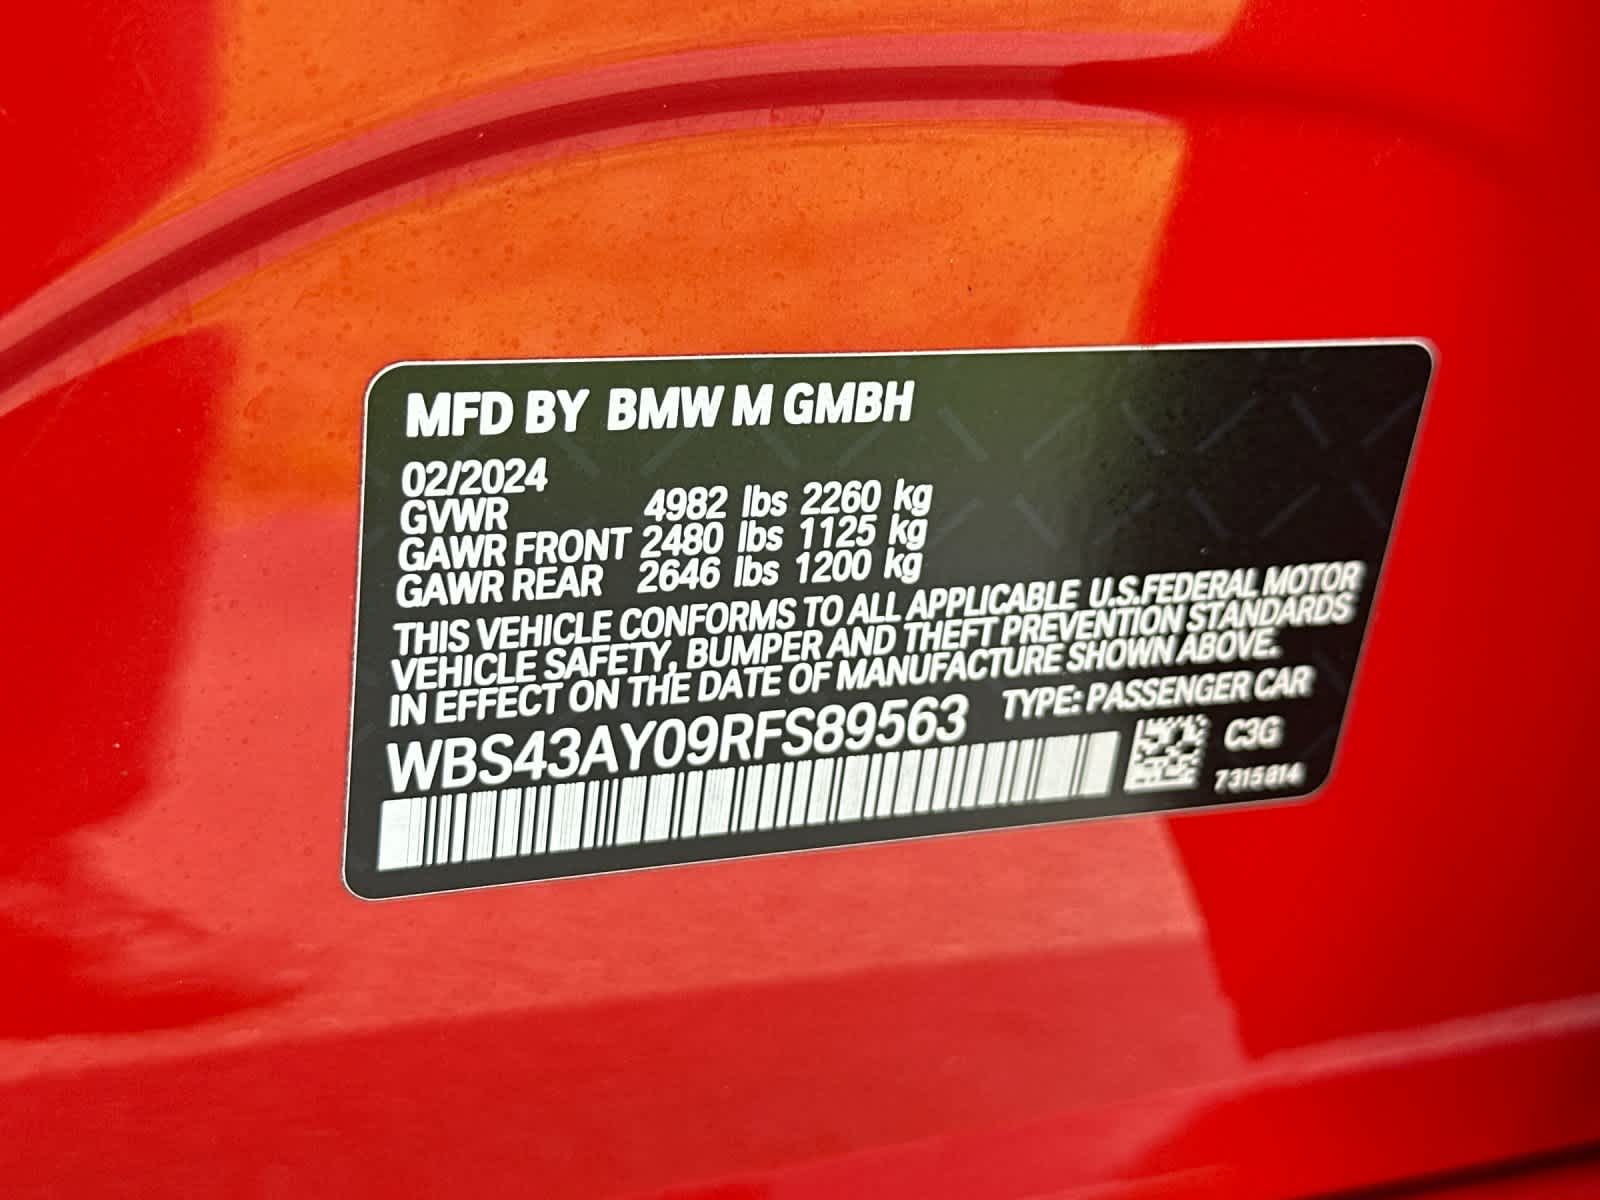 MFD BY BMW M GMBH
02/2024
GVWR 4982 lbs 2260 kg
GAWR FRONT 2480 lbs 1125 kg
GAWR REAR 2646 lbs 1200 kg
THIS VEHICLE CONFORMS TO ALL APPLICABLE U.S.FEDERAL MOTOR
VEHICLE SAFETY, BUMPER AND THEFT PREVENTION STANDARDS
IN EFFECT ON THE DATE OF MANUFACTURE SHOWN ABOVE.
WBS43AY09RFS89563 TYPE: PASSENGER CAR
C3G
7315814